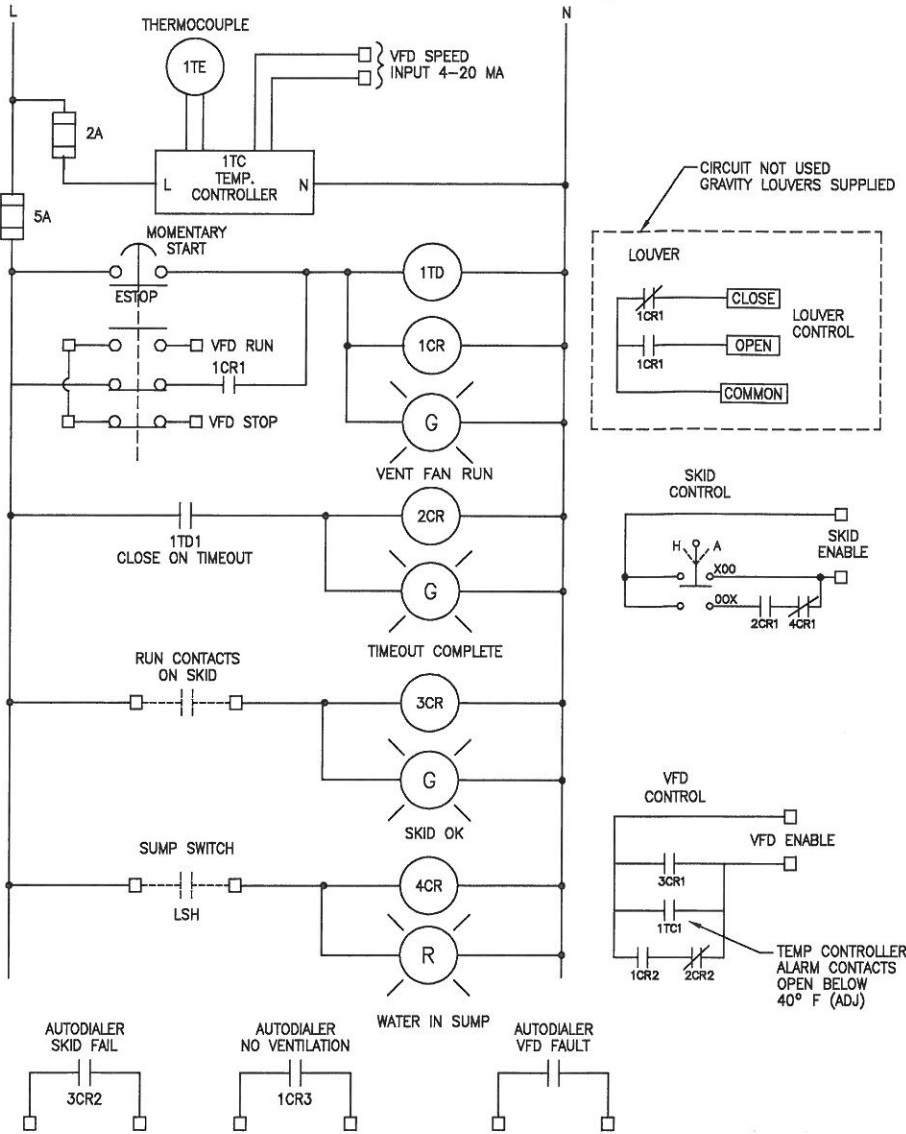 L
N
THERMOCOUPLE
1TE
VFD SPEED
INPUT 4-20 MA
2A
1TC
TEMP.
CONTROLLER
L
N
5A
CIRCUIT NOT USED
GRAVITY LOUVERS SUPPLIED
MOMENTARY
START
ESTOP
1TD
LOUVER
1CR1
CLOSE
LOUVER
CONTROL
1CR1
OPEN
COMMON
VFD RUN
1CR1
1CR
VFD STOP
G
VENT FAN RUN
1TD1
CLOSE ON TIMEOUT
2CR
G
TIMEOUT COMPLETE
SKID
CONTROL
SKID
ENABLE
H
A
X00
00X
2CR1
4CR1
RUN CONTACTS
ON SKID
3CR
G
SKID OK
SUMP SWITCH
LSH
4CR
R
WATER IN SUMP
VFD
CONTROL
VFD ENABLE
3CR1
1TC1
1CR2
2CR2
TEMP CONTROLLER
ALARM CONTACTS
OPEN BELOW
40° F (ADJ)
AUTODIALER
SKID FAIL
3CR2
AUTODIALER
NO VENTILATION
1CR3
AUTODIALER
VFD FAULT